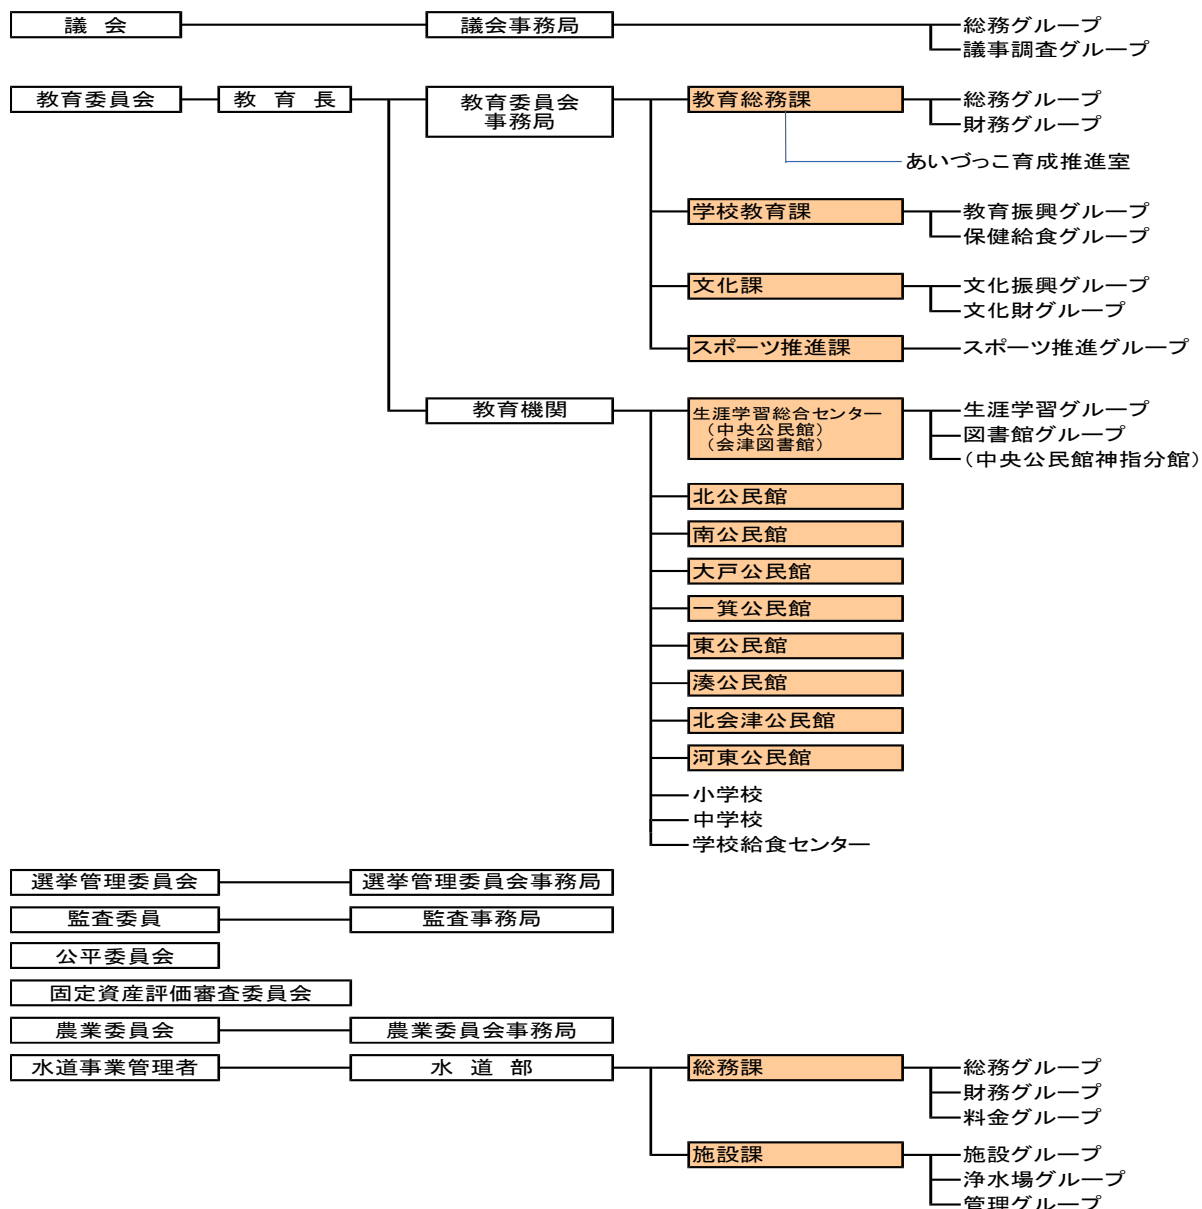 議 会
議会事務局
総務グループ
議事調査グループ
教育委員会
教 育 長
教育委員会
事務局
教育総務課
総務グループ
財務グループ
あいづっこ育成推進室
学校教育課
教育振興グループ
保健給食グループ
文化課
文化振興グループ
文化財グループ
スポーツ推進課
スポーツ推進グループ
教育機関
生涯学習総合センター
（中央公民館）
（会津図書館）
生涯学習グループ
図書館グループ
（中央公民館神指分館）
北公民館
南公民館
大戸公民館
一箕公民館
東公民館
湊公民館
北会津公民館
河東公民館
小学校
中学校
学校給食センター
選挙管理委員会
選挙管理委員会事務局
監査委員
監査事務局
公平委員会
固定資産評価審査委員会
農業委員会
農業委員会事務局
水道事業管理者
水 道 部
総務課
総務グループ
財務グループ
料金グループ
施設課
施設グループ
浄水場グループ
管理グループ